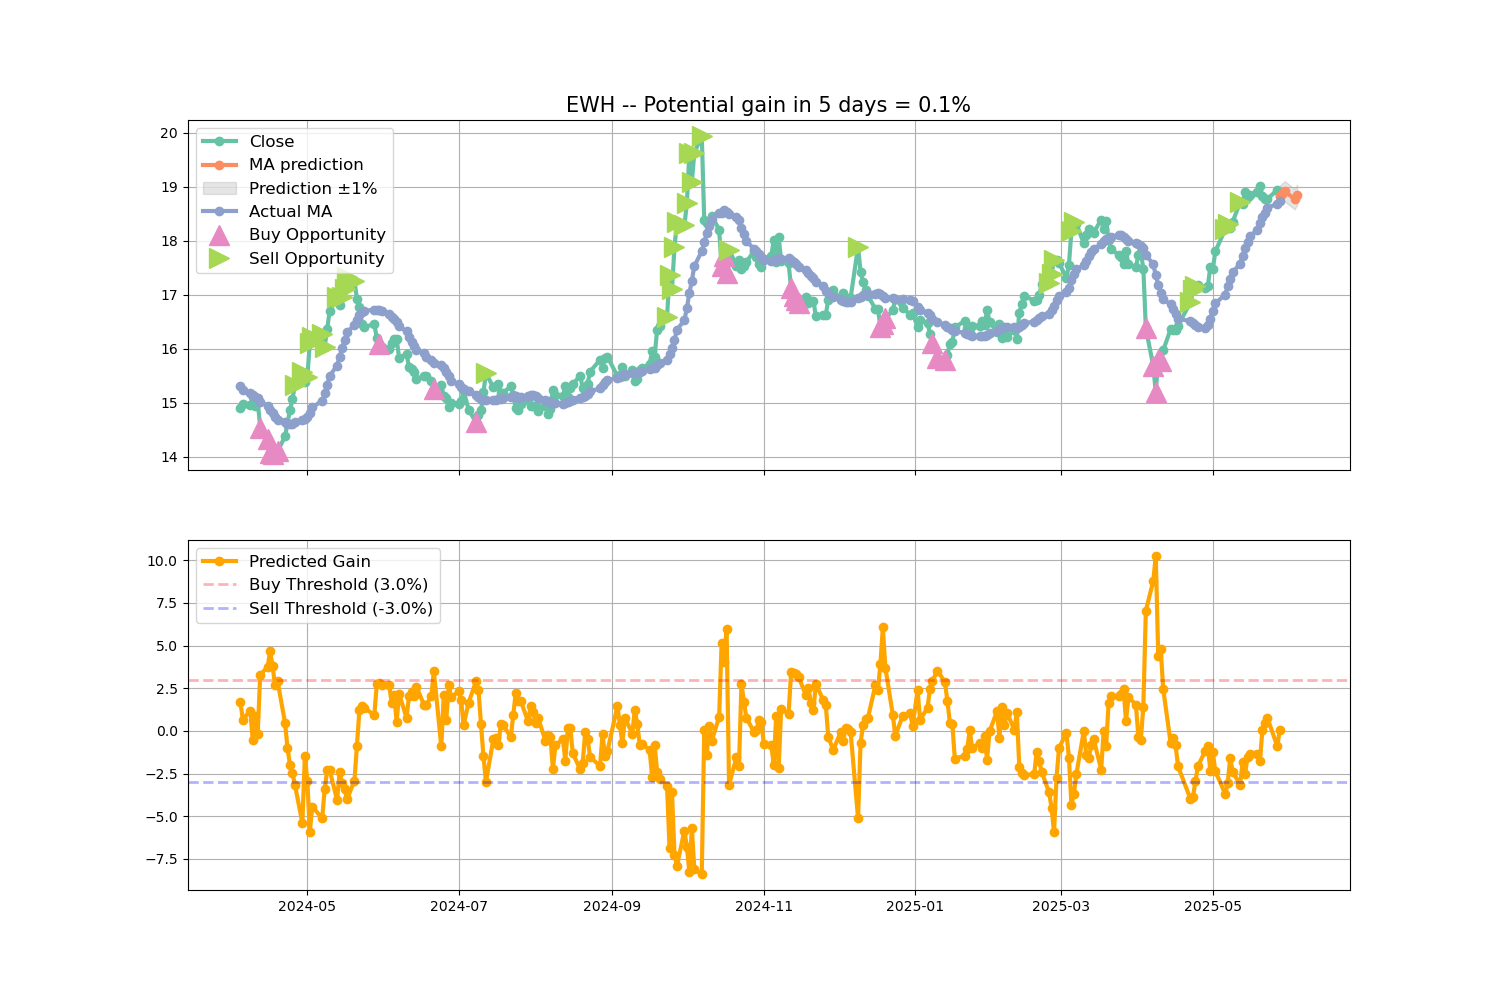 EWH -- Potential gain in 5 days = 0.1%
20
19
18
17
16
15
14
Close
MA prediction
Prediction ±1%
Actual MA
Buy Opportunity
Sell Opportunity
10.0
7.5
5.0
2.5
0.0
−2.5
−5.0
−7.5
Predicted Gain
Buy Threshold (3.0%)
Sell Threshold (-3.0%)
2024-05
2024-07
2024-09
2024-11
2025-01
2025-03
2025-05